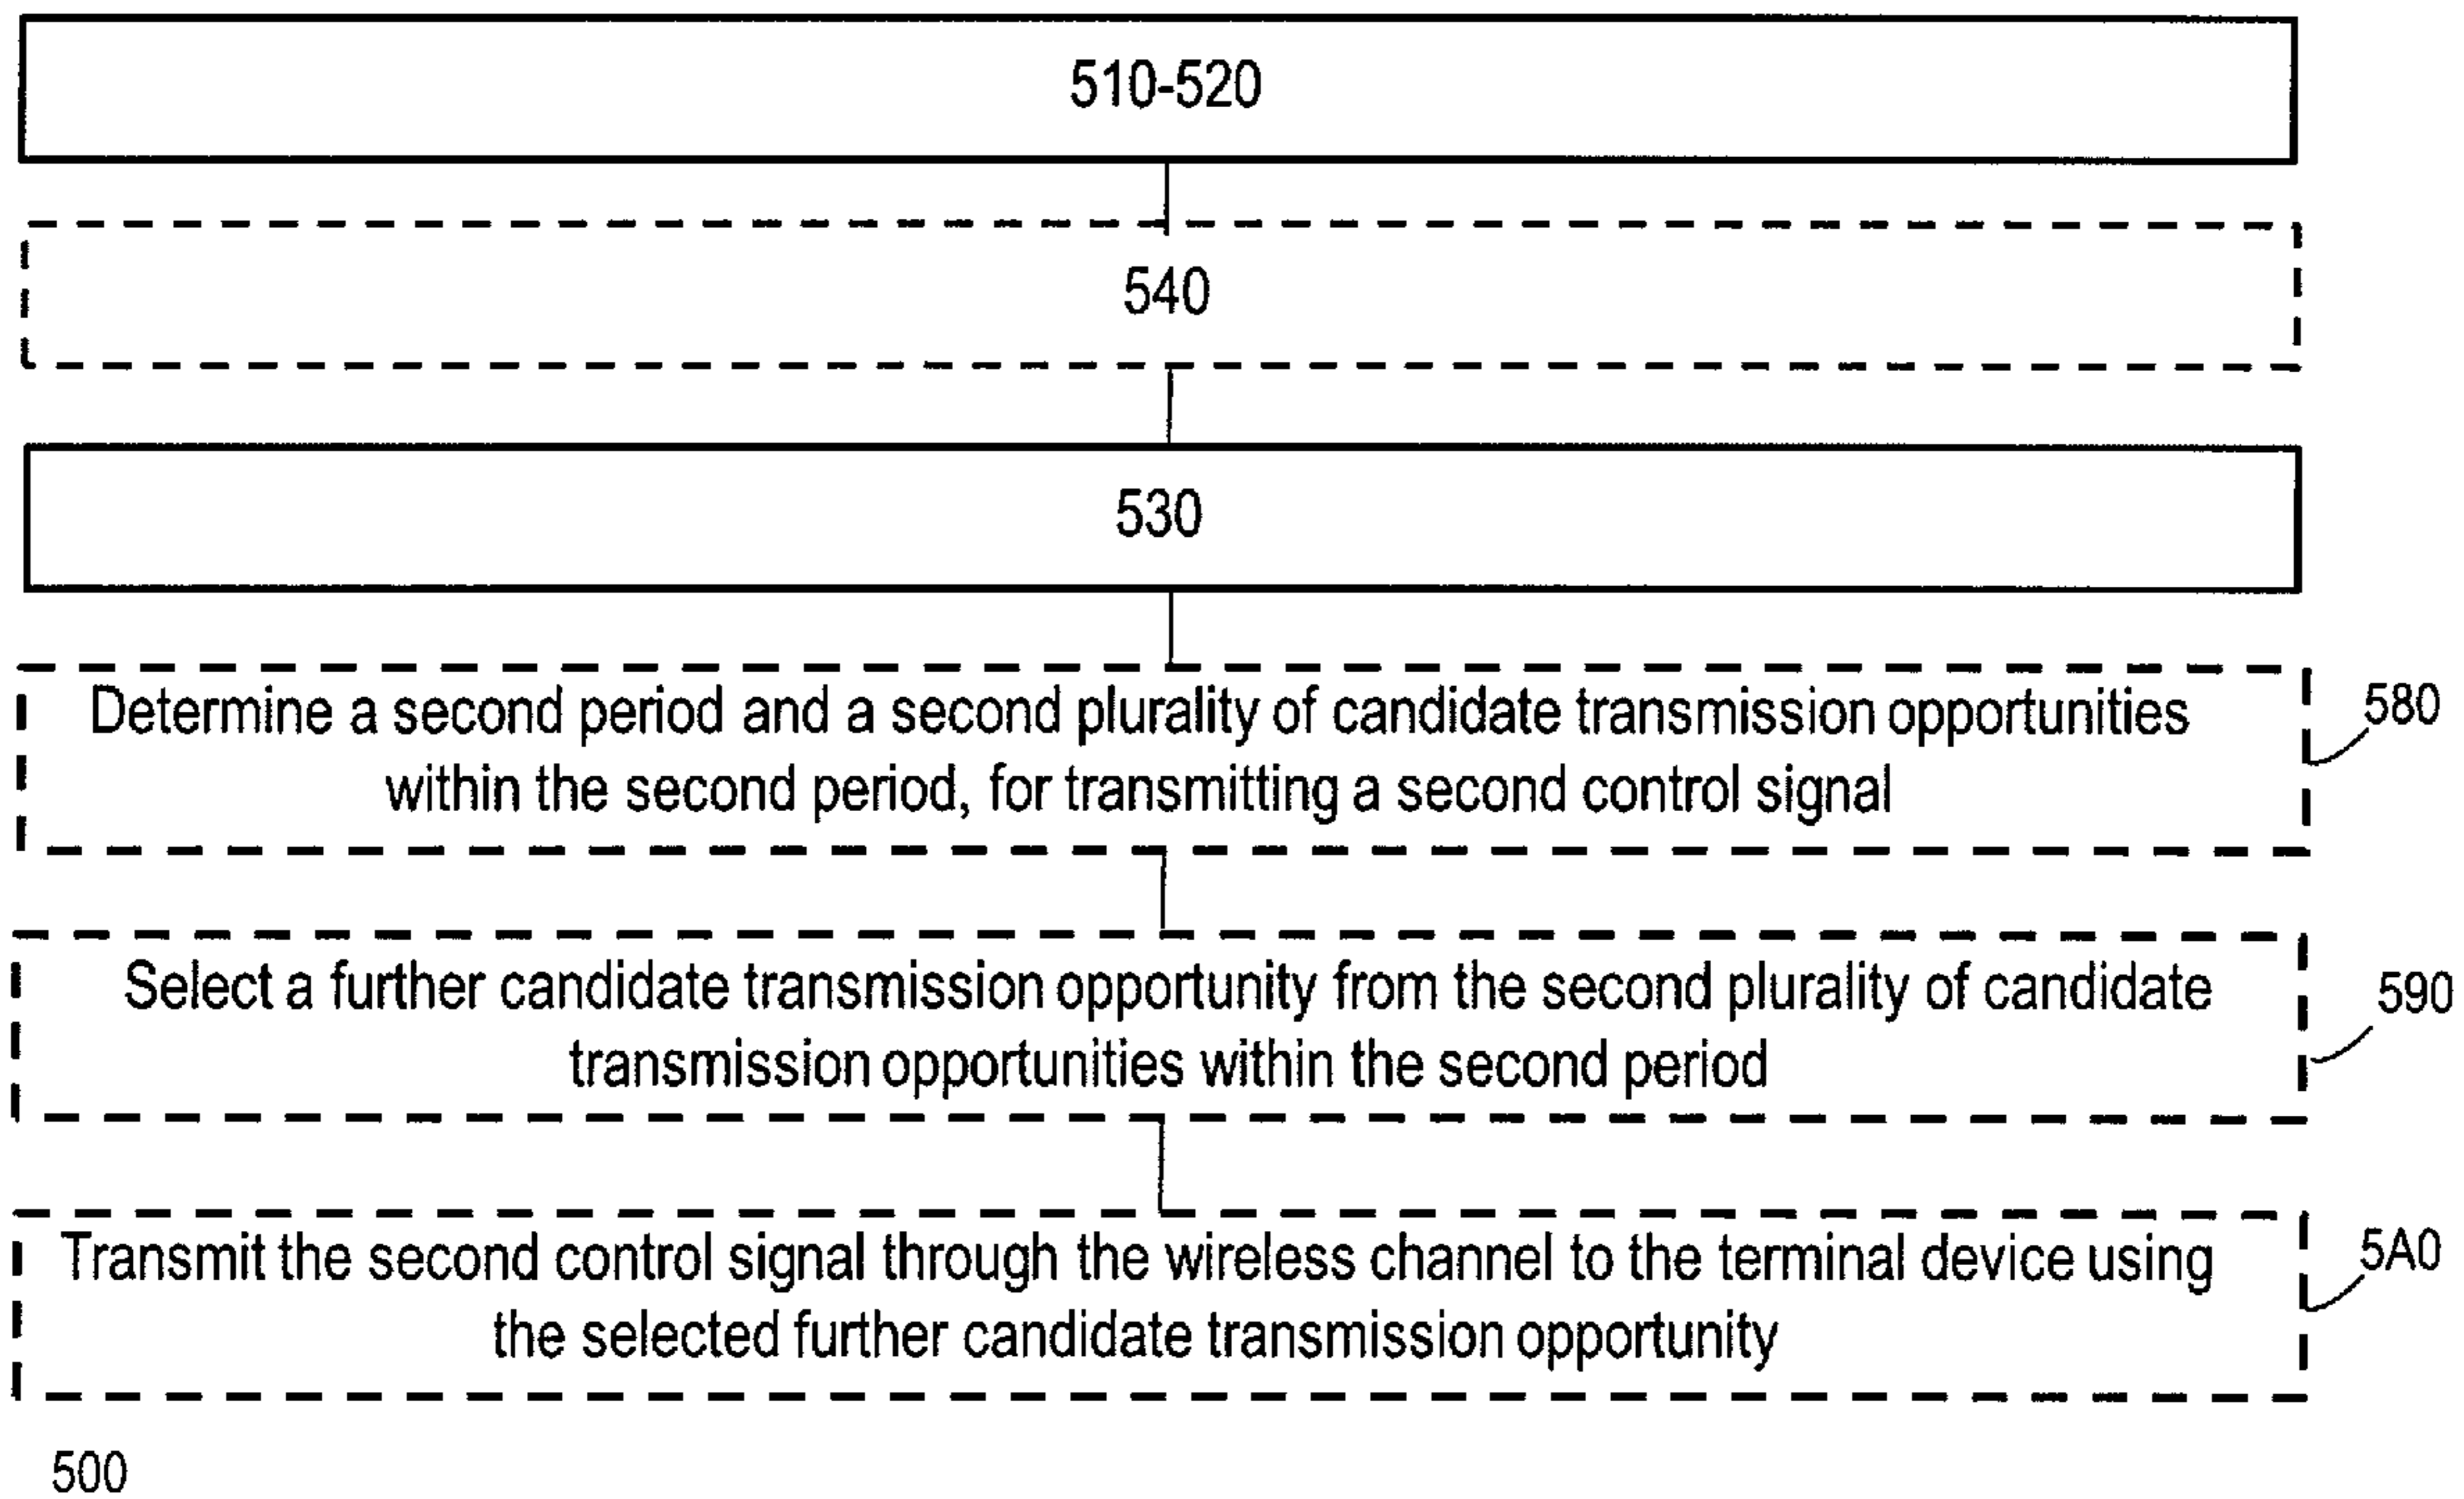 510-520
540
530
Determine a second period and a second plurality of candidate transmission opportunities
within the second period, for transmitting a second control signal
580
Select a further candidate transmission opportunity from the second plurality of candidate
transmission opportunities within the second period
590
Transmit the second control signal through the wireless channel to the terminal device using
the selected further candidate transmission opportunity
5A0
500